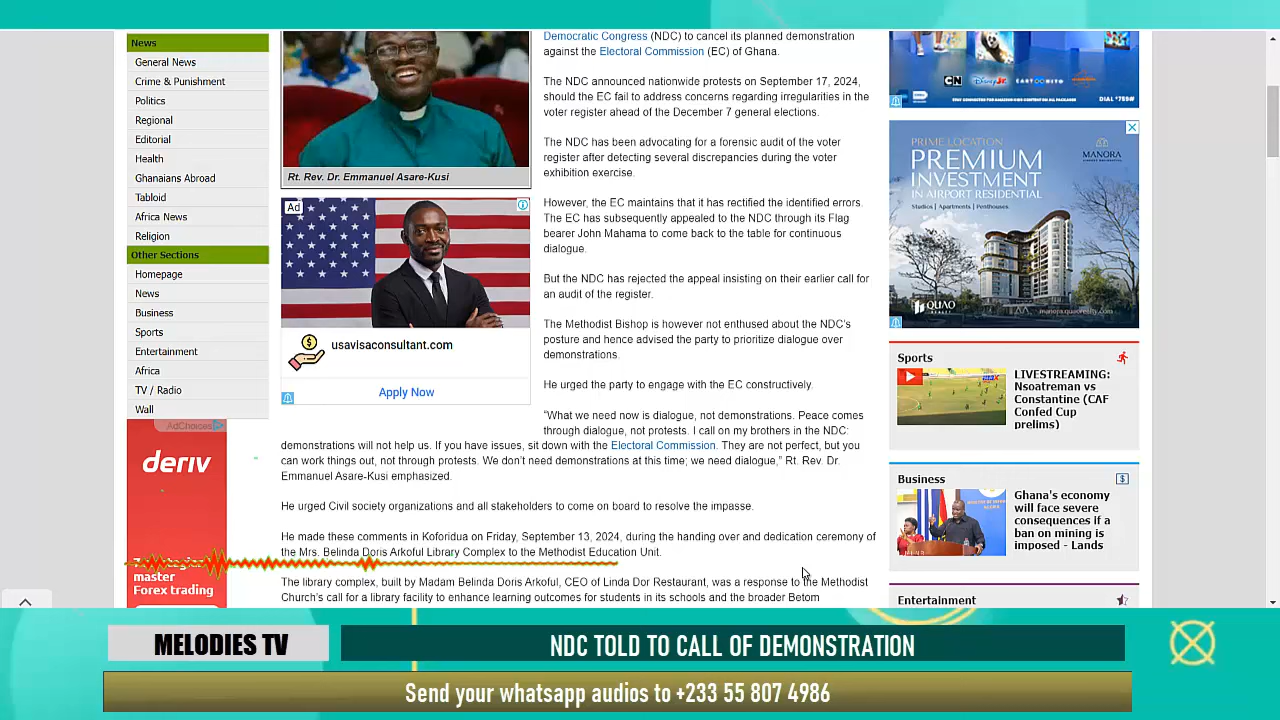 News
General News
Crime & Punishment
Politics
Regional
Editorial
Health
Ghanaians Abroad
Tabloid
Africa News
Religion
Other Sections
Homepage
News
Business
Sports
Entertainment
Africa
TV / Radio
Wall
AdChoices
deriv
master
Forex trading
Rt. Rev. Dr. Emmanuel Asare-Kusi
Ad
usavisaconsultant.com
Apply Now
Democratic Congress (NDC) to cancel its planned demonstration
against the Electoral Commission (EC) of Ghana.
The NDC announced nationwide protests on September 17, 2024,
should the EC fail to address concerns regarding irregularities in the
voter register ahead of the December 7 general elections.
The NDC has been advocating for a forensic audit of the voter
register after detecting several discrepancies during the voter
exhibition exercise.
However, the EC maintains that it has rectified the identified errors.
The EC has subsequently appealed to the NDC through its Flag
bearer John Mahama to come back to the table for continuous
dialogue.
But the NDC has rejected the appeal insisting on their earlier call for
an audit of the register.
The Methodist Bishop is however not enthused about the NDC's
posture and hence advised the party to prioritize dialogue over
demonstrations.
He urged the party to engage with the EC constructively.
“What we need now is dialogue, not demonstrations. Peace comes
through dialogue, not protests. I call on my brothers in the NDC:
demonstrations will not help us. If you have issues, sit down with the Electoral Commission. They are not perfect, but you
can work things out, not through protests. We don’t need demonstrations at this time; we need dialogue,” Rt. Rev. Dr.
Emmanuel Asare-Kusi emphasized.
He urged Civil society organizations and all stakeholders to come on board to resolve the impasse.
He made these comments in Koforidua on Friday, September 13, 2024, during the handing over and dedication ceremony of
the Mrs. Belinda Doris Arkoful Library Complex to the Methodist Education Unit.
The library complex, built by Madam Belinda Doris Arkoful, CEO of Linda Dor Restaurant, was a response to the Methodist
Church’s call for a library facility to enhance learning outcomes for students in its schools and the broader Betom
CN
DIAL *759#
PRIME LOCATION
PREMIUM
INVESTMENT
IN AIRPORT RESIDENTIAL
Studios | Apartments | Penthouses
MANORA
QUAO
REALTY
manora.quaorealty.com
Sports
LIVESTREAMING:
Nsoatreman vs
Constantine (CAF
Confed Cup
prelims)
Business
Ghana's economy
will face severe
consequences if a
ban on mining is
imposed - Lands
Entertainment
MELODIES TV
NDC TOLD TO CALL OF DEMONSTRATION
Send your whatsapp audios to +233 55 807 4986